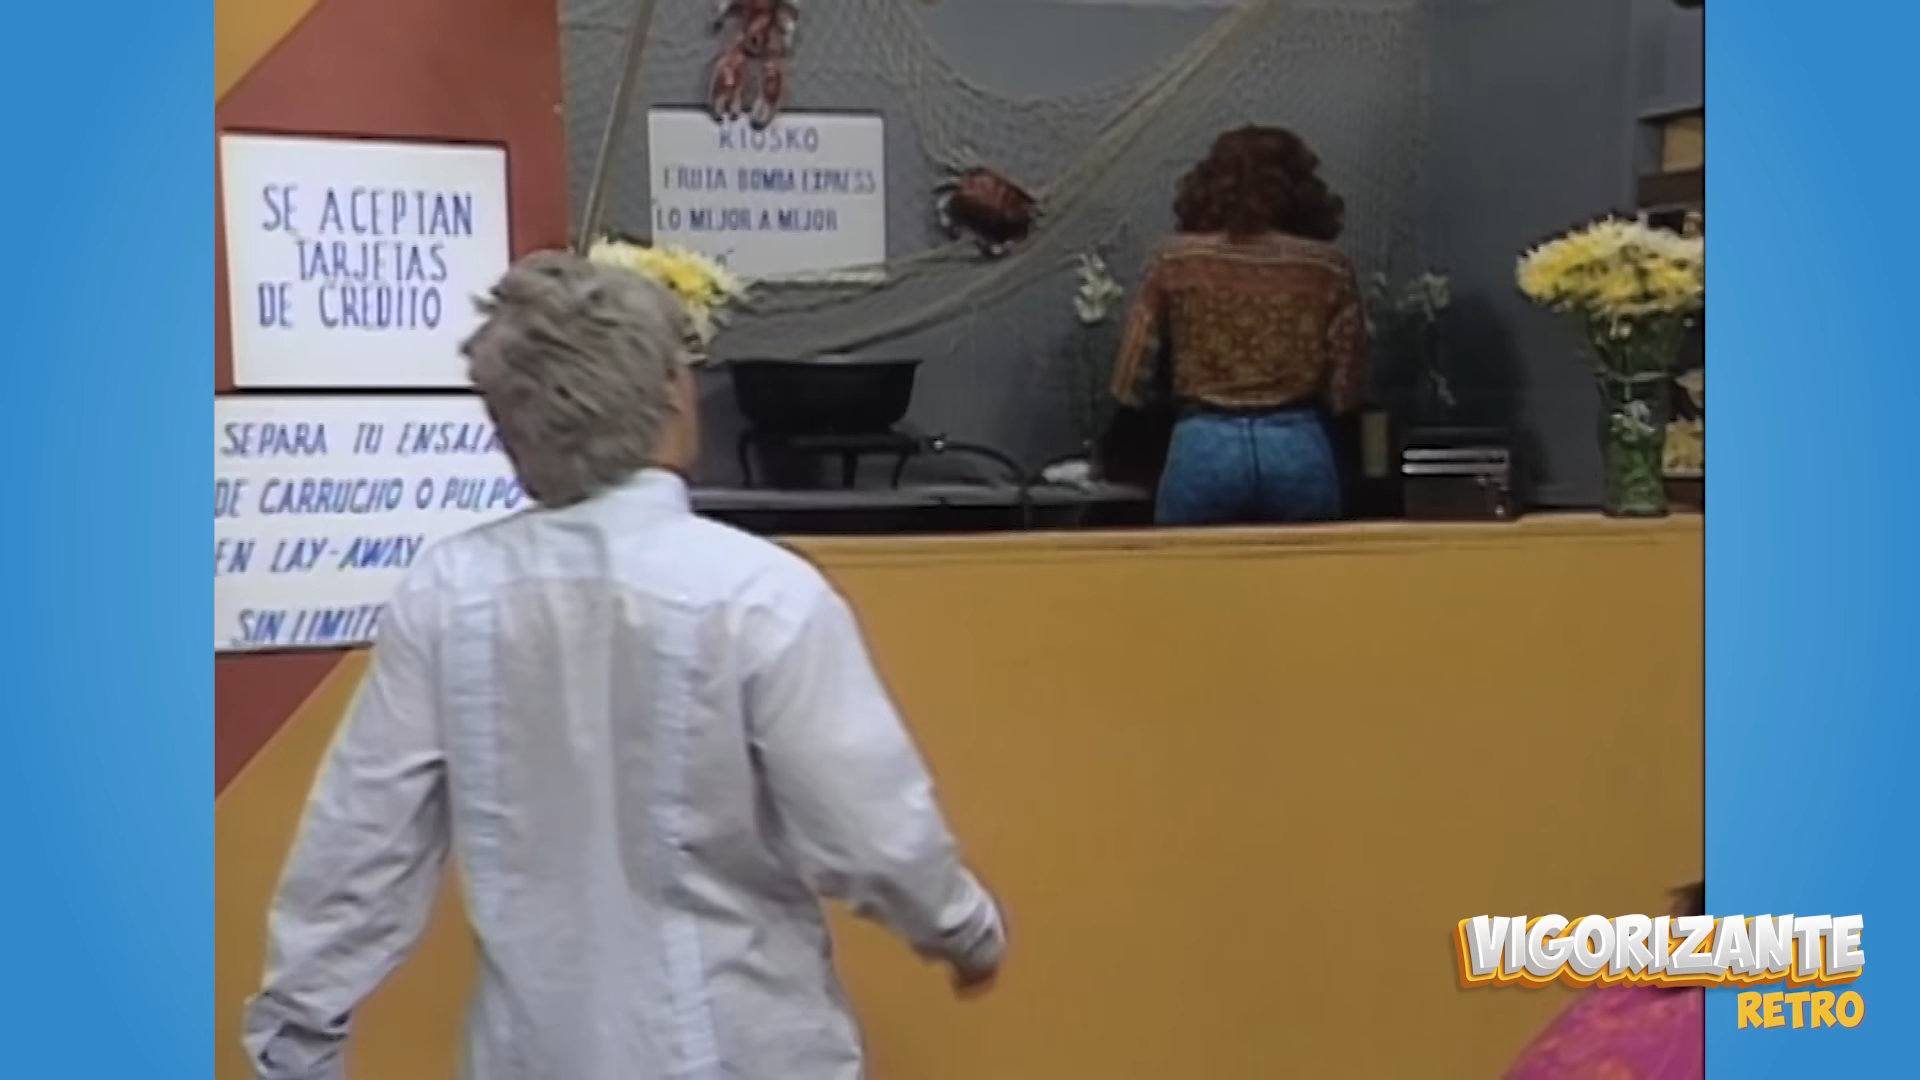 SE ACEPTAN
TARJETAS
DE CREDITO
SEPARA TU ENSALA
DE CARRUCHO O PULPO
EN LAY-AWAY
SIN LIMITE
KIOSKO
FRUTA BOMBA EXPRESS
LO MEJOR A MEJOR
VIGORIZANTE
RETRO